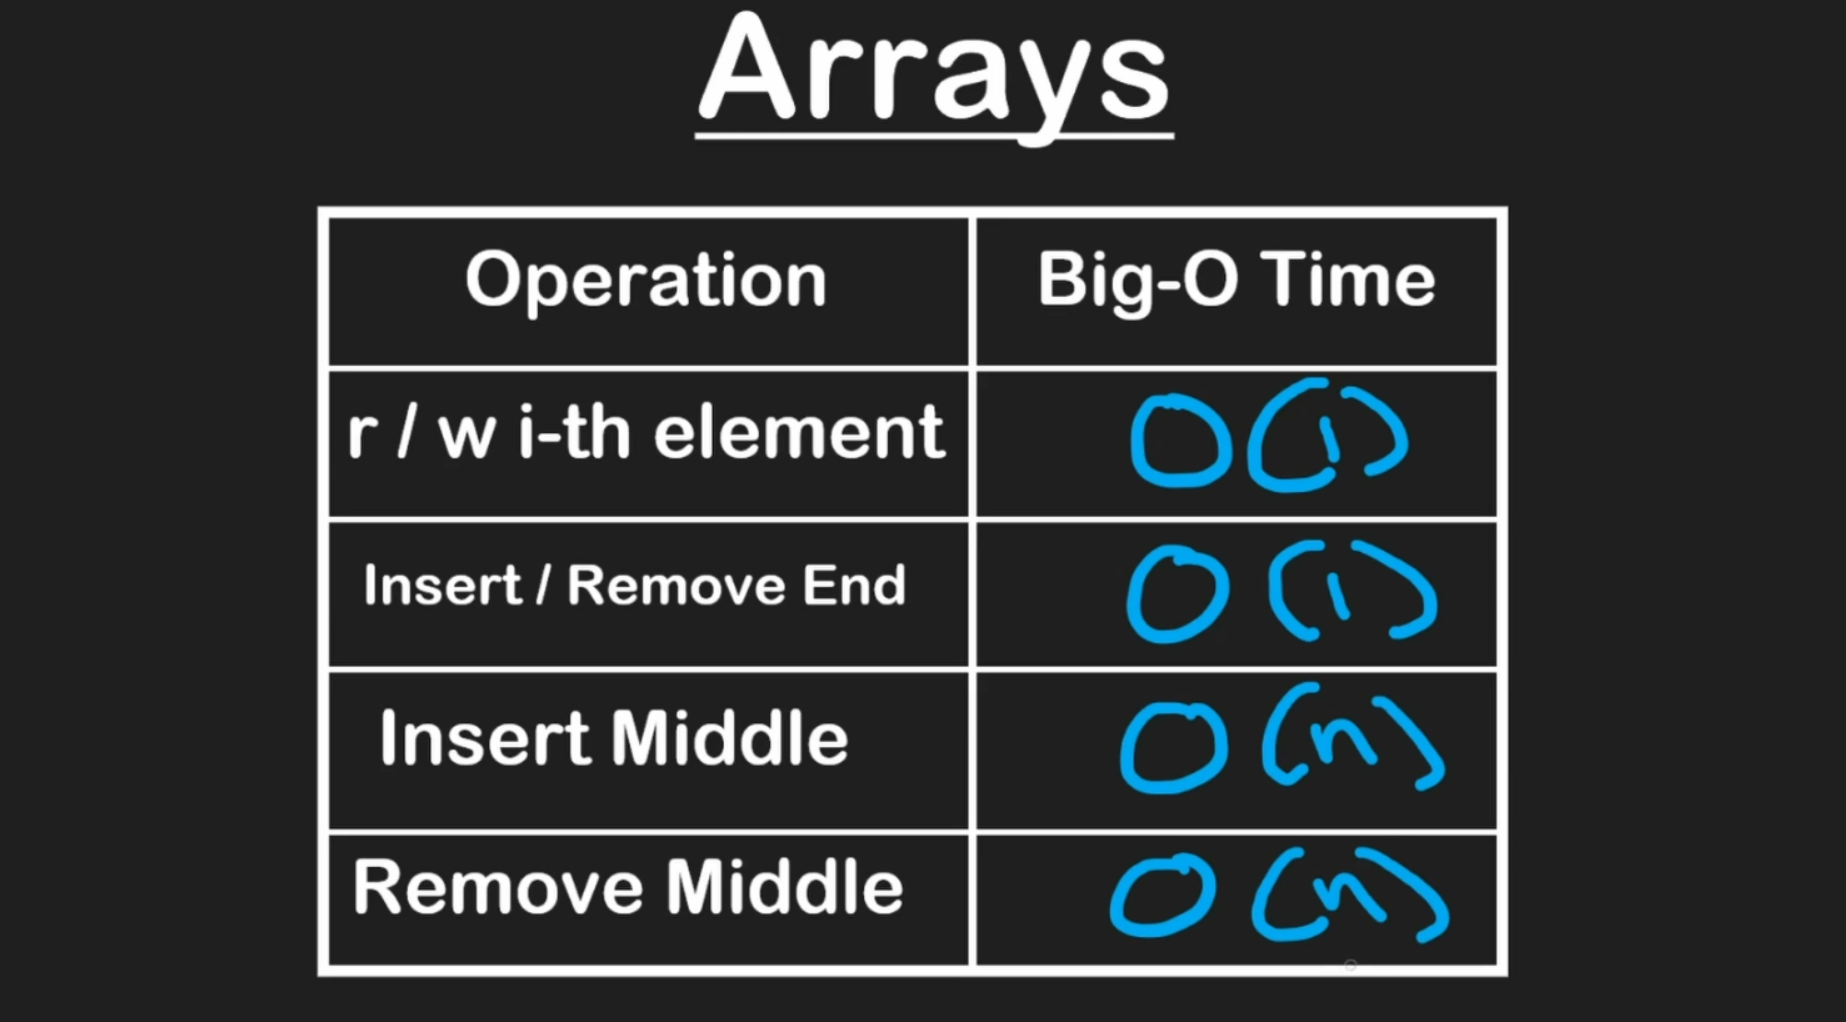 Arrays
Operation Big-O Time
r / w i-th element O(1)
Insert / Remove End O(1)
Insert Middle O(n)
Remove Middle O(n)